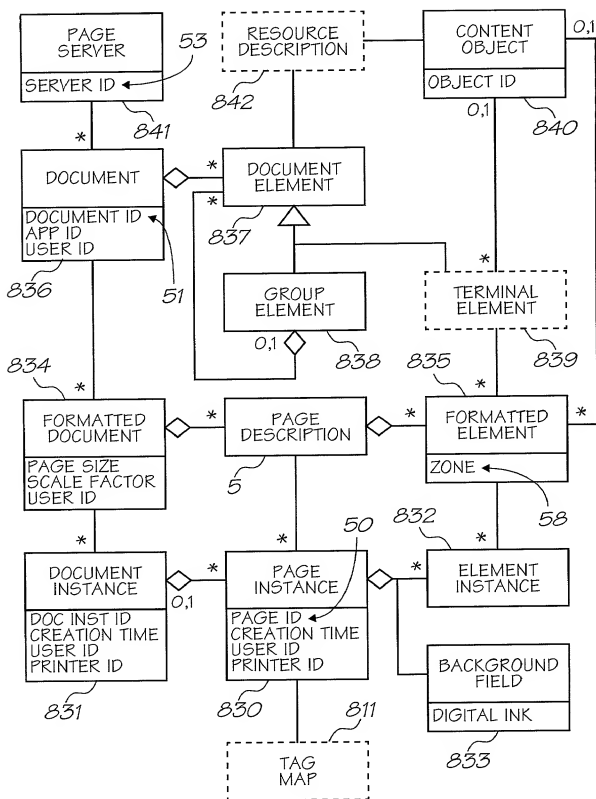 PAGE
SERVER
SERVER ID
53
841
RESOURCE
DESCRIPTION
842
CONTENT
OBJECT
OBJECT ID
840
0,1
0,1
*
DOCUMENT
DOCUMENT ID
APP ID
USER ID
836
51
*
*
DOCUMENT
ELEMENT
837
GROUP
ELEMENT
0,1
838
*
TERMINAL
ELEMENT
839
834
*
FORMATTED
DOCUMENT
PAGE SIZE
SCALE FACTOR
USER ID
*
PAGE
DESCRIPTION
5
*
835
*
FORMATTED
ELEMENT
*
ZONE
58
*
DOCUMENT
INSTANCE
0,1
DOC INST ID
CREATION TIME
USER ID
PRINTER ID
831
*
*
50
PAGE
INSTANCE
PAGE ID
CREATION TIME
USER ID
PRINTER ID
830
832
*
*
ELEMENT
INSTANCE
BACKGROUND
FIELD
DIGITAL INK
833
811
TAG
MAP